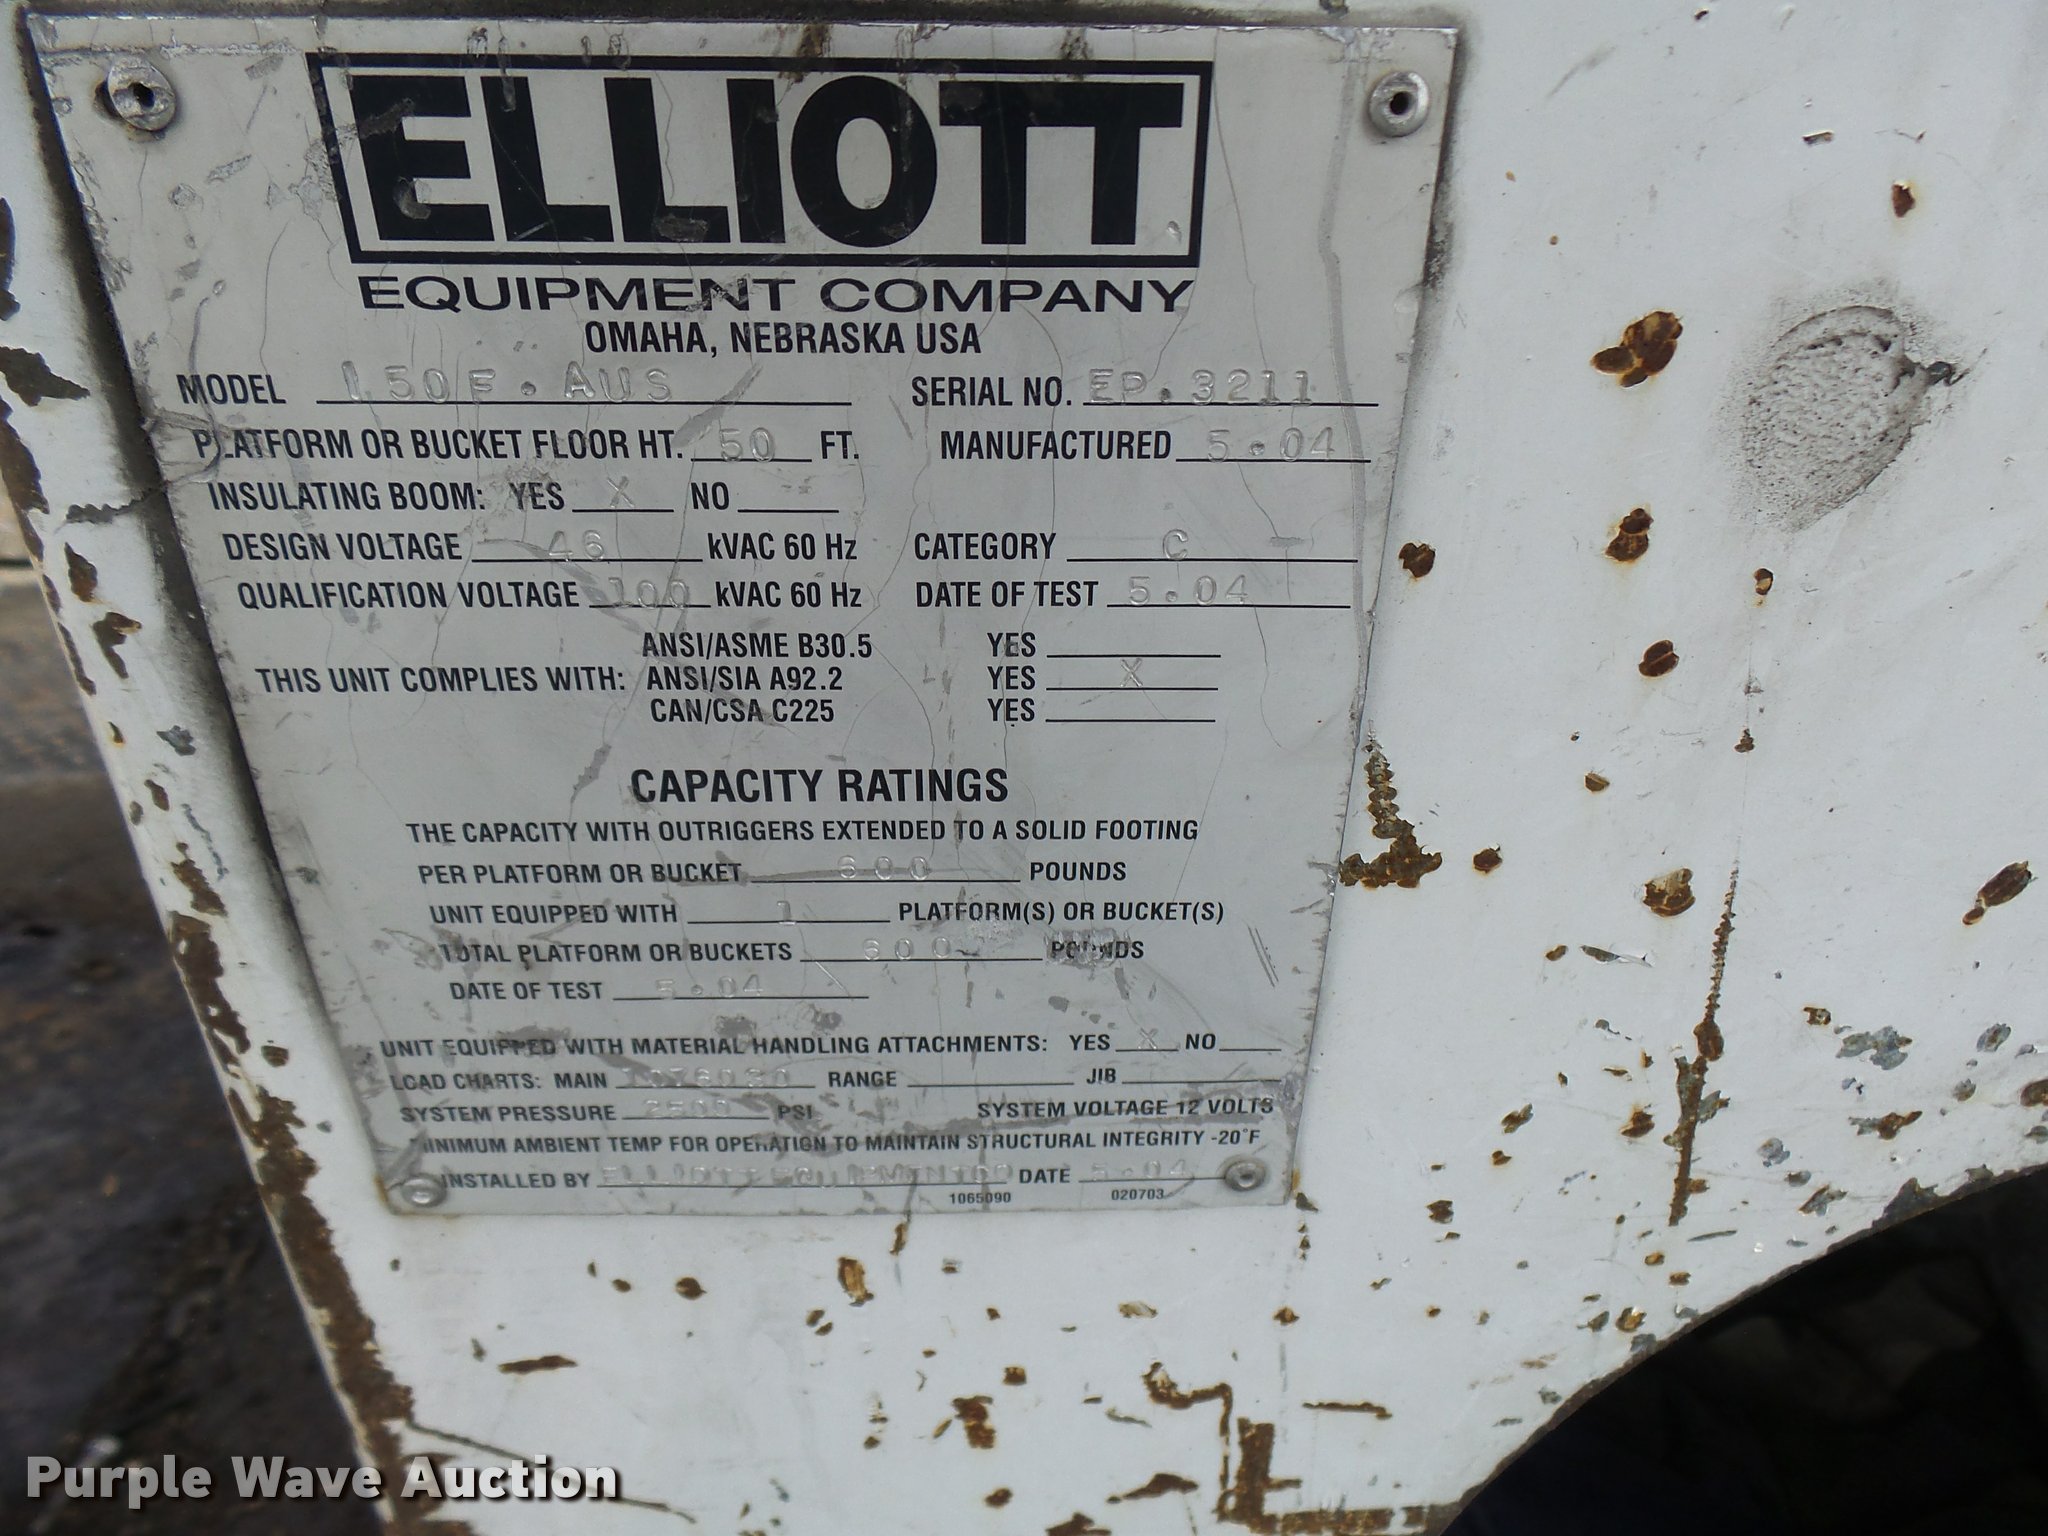 ELLIOTT
EQUIPMENT COMPANY
OMAHA, NEBRASKA USA
MODEL L50F.AUS SERIAL NO. EP.3211
PLATFORM OR BUCKET FLOOR HT. 50 FT. MANUFACTURED 5.04
INSULATING BOOM: YES X NO
DESIGN VOLTAGE 46 kVAC 60 Hz CATEGORY C
QUALIFICATION VOLTAGE 100 kVAC 60 Hz DATE OF TEST 5.04
ANSI/ASME B30.5 YES
THIS UNIT COMPLIES WITH: ANSI/SIA A92.2 YES X
CAN/CSA C225 YES
CAPACITY RATINGS
THE CAPACITY WITH OUTRIGGERS EXTENDED TO A SOLID FOOTING
PER PLATFORM OR BUCKET 600 POUNDS
UNIT EQUIPPED WITH 1 PLATFORM(S) OR BUCKET(S)
TOTAL PLATFORM OR BUCKETS 600 POUNDS
DATE OF TEST 5.04
UNIT EQUIPPED WITH MATERIAL HANDLING ATTACHMENTS: YES X NO
LOAD CHARTS: MAIN RANGE JIB
SYSTEM PRESSURE 2500 PSI SYSTEM VOLTAGE 12 VOLTS
MINIMUM AMBIENT TEMP FOR OPERATION TO MAINTAIN STRUCTURAL INTEGRITY -20°F
INSTALLED BY ELLIOTT EQUIPMENT CO DATE 5.04
1065090 020703
Purple Wave Auction